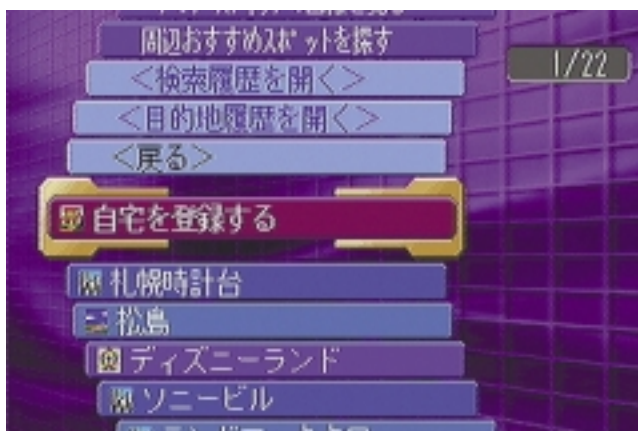 周辺おすすめスポットを探す
1/22
<検索履歴を開く>
<目的地履歴を開く>
<戻る>
自宅を登録する
札幌時計台
松島
ディズニーランド
ソニービル